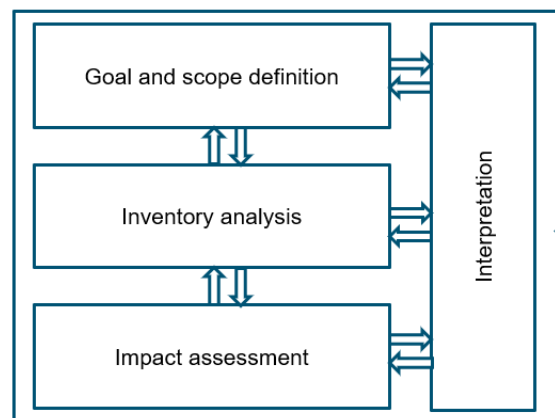 Goal and scope definition
Inventory analysis
Impact assessment
Interpretation